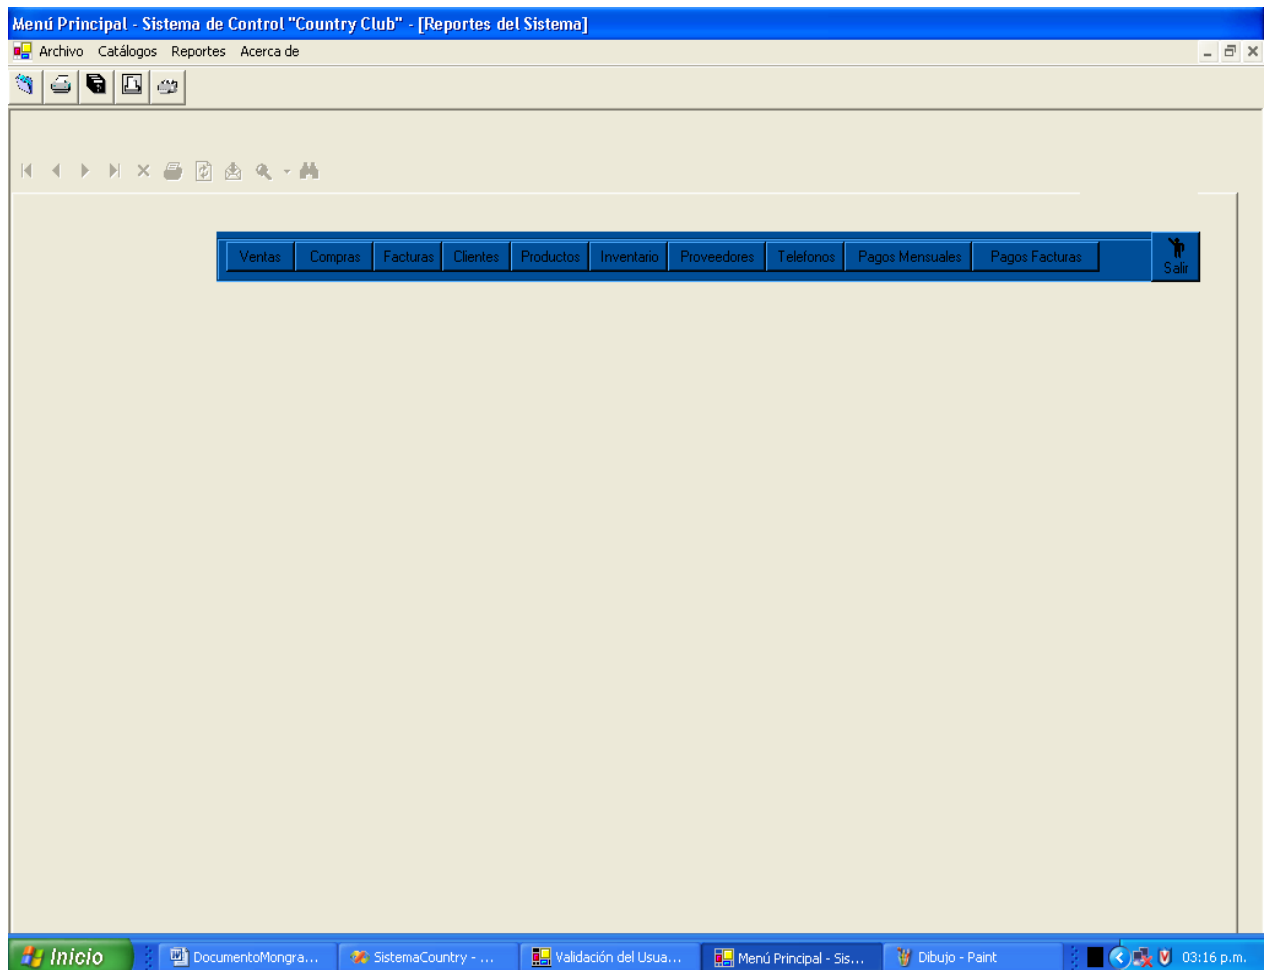 Menú Principal - Sistema de Control "Country Club" - [Reportes del Sistema]
Archivo Catálogos Reportes Acerca de
Ventas Compras Facturas Clientes Productos Inventario Proveedores Telefonos Pagos Mensuales Pagos Facturas Salir
Inicio DocumentoMongra... SistemaCountry - ... Validación del Usua... Menú Principal - Sis... Dibujo - Paint 03:16 p.m.